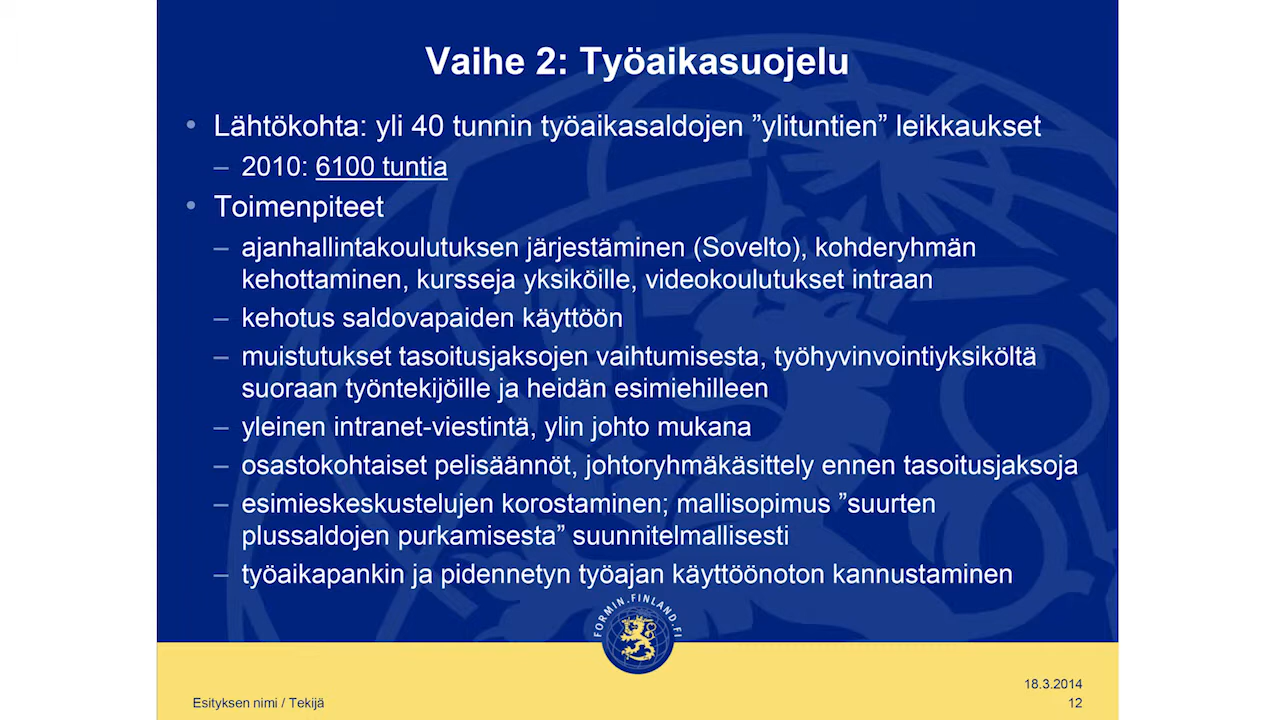 Vaihe 2: Työaikasuojelu
• Lähtökohta: yli 40 tunnin työaikasaldojen ”ylituntien” leikkaukset
– 2010: 6100 tuntia
• Toimenpiteet
– ajanhallintakoulutuksen järjestäminen (Sovelto), kohderyhmän
kehottaminen, kursseja yksiköille, videokoulutukset intraan
– kehotus saldovapaiden käyttöön
– muistutukset tasoitusjaksojen vaihtumisesta, työhyvinvointiyksiköltä
suoraan työntekijöille ja heidän esimiehilleen
– yleinen intranet-viestintä, ylin johto mukana
– osastokohtaiset pelisäännöt, johtoryhmäkäsittely ennen tasoitusjaksoja
– esimieskeskustelujen korostaminen; mallisopimus ”suurten
plussaldojen purkamisesta” suunnitelmallisesti
– työaikapankin ja pidennetyn työajan käyttöönoton kannustaminen
FORMIN.FINLAND.FI
18.3.2014
Esityksen nimi / Tekijä
12